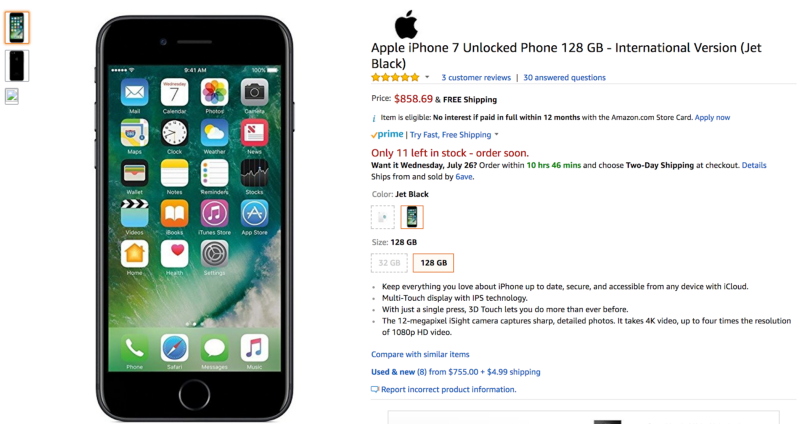 9:41 AM
100%
Wednesday
7
Mail
Calendar
Photos
Camera
Maps
Clock
Weather
News
Wallet
Notes
Reminders
Stocks
Videos
iBooks
iTunes Store
App Store
Home
Health
Settings
Phone
Safari
Messages
Music
Apple iPhone 7 Unlocked Phone 128 GB - International Version (Jet
Black)
3 customer reviews | 30 answered questions
Price: $858.69 & FREE Shipping
i Item is eligible: No interest if paid in full within 12 months with the Amazon.com Store Card. Apply now
prime | Try Fast, Free Shipping
Only 11 left in stock - order soon.
Want it Wednesday, July 26? Order within 10 hrs 46 mins and choose Two-Day Shipping at checkout. Details
Ships from and sold by 6ave.
Color: Jet Black
Size: 128 GB
32 GB
128 GB
Keep everything you love about iPhone up to date, secure, and accessible from any device with iCloud.
Multi-Touch display with IPS technology.
With just a single press, 3D Touch lets you do more than ever before.
The 12-megapixel iSight camera captures sharp, detailed photos. It takes 4K video, up to four times the resolution
of 1080p HD video.
Compare with similar items
Used & new (8) from $755.00 + $4.99 shipping
Report incorrect product information.